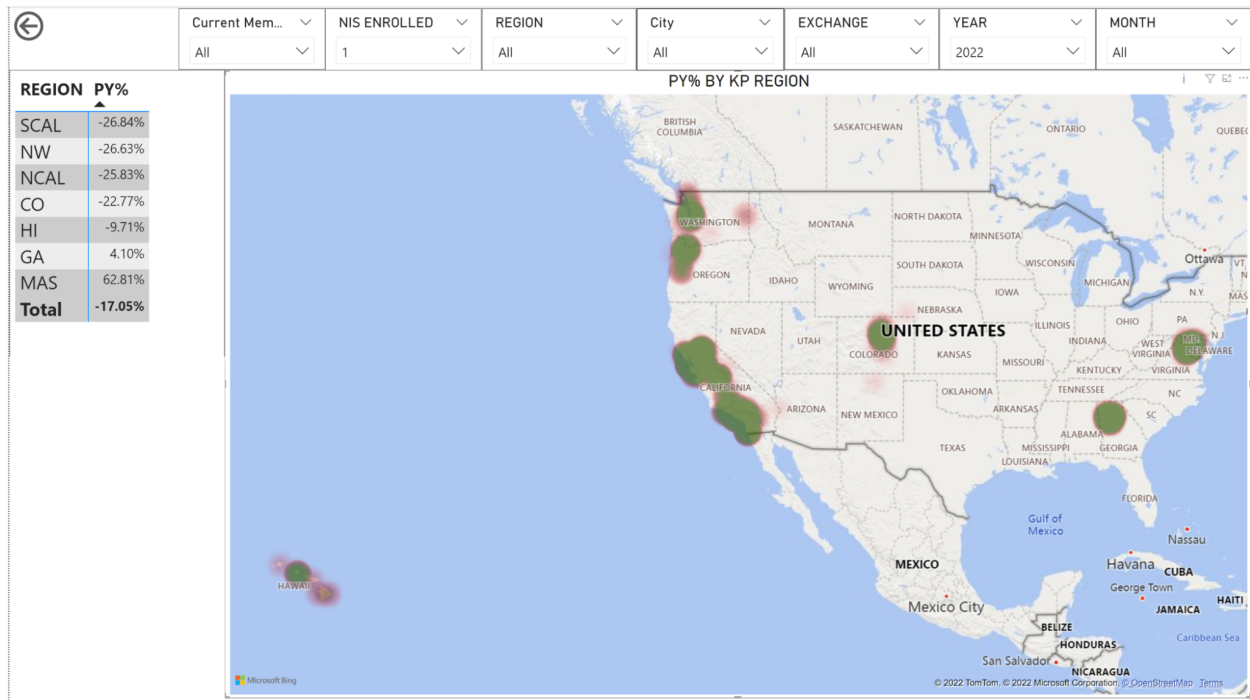 Current Mem...
All
NIS ENROLLED
1
REGION
All
City
All
EXCHANGE
All
YEAR
2022
MONTH
All
REGION PY%
SCAL -26.84%
NW -26.63%
NCAL -25.83%
CO -22.77%
HI -9.71%
GA 4.10%
MAS 62.81%
Total -17.05%
PY% BY KP REGION
BRITISH
COLUMBIA
SASKATCHEWAN
ONTARIO
QUEBEC
WASHINGTON
MONTANA
NORTH DAKOTA
MINNESOTA
Ottawa
OREGON
IDAHO
SOUTH DAKOTA
WISCONSIN
MICHIGAN
VT
N
WYOMING
IOWA
N.Y.
MAS
NEBRASKA
NEVADA
UTAH
UNITED STATES
ILLINOIS
OHIO
PA
N.J
INDIANA
MD
COLORADO
KANSAS
WEST
VIRGINIA
DELAWARE
MISSOURI
KENTUCKY
VIRGINIA
CALIFORNIA
TENNESSEE
OKLAHOMA
NC
ARIZONA
NEW MEXICO
ARKANSAS
SC
ALABAMA
TEXAS
MISSISSIPPI
GEORGIA
LOUISIANA
FLORIDA
Gulf of
Mexico
Nassau
MEXICO
Havana
CUBA
HAWAII
George Town
HAITI
Mexico City
JAMAICA
BELIZE
HONDURAS
Caribbean Sea
San Salvador
NICARAGUA
Microsoft Bing
© 2022 TomTom, © 2022 Microsoft Corporation, © OpenStreetMap Terms